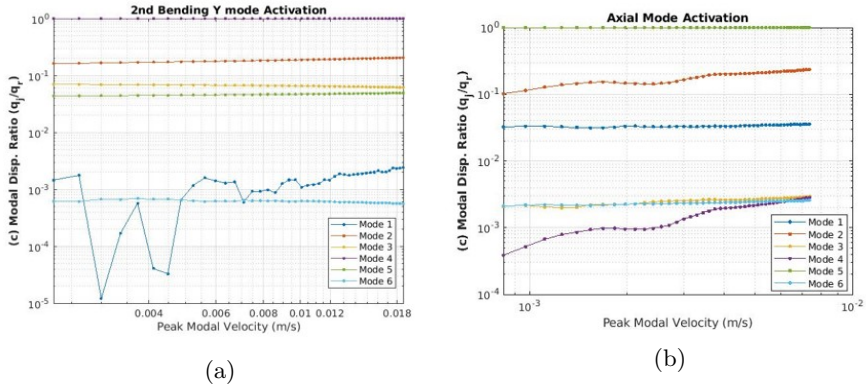 2nd Bending Y mode Activation
(c) Modal Disp. Ratio (q_j/q_r)
10^0
10^-1
10^-2
10^-3
10^-4
10^-5
Mode 1
Mode 2
Mode 3
Mode 4
Mode 5
Mode 6
0.004
0.006
0.008
0.01
0.012
0.018
Peak Modal Velocity (m/s)
(a)
Axial Mode Activation
(c) Modal Disp. Ratio (q_j/q_r)
10^0
10^-1
10^-2
10^-3
10^-4
Mode 1
Mode 2
Mode 3
Mode 4
Mode 5
Mode 6
10^-3
10^-2
Peak Modal Velocity (m/s)
(b)